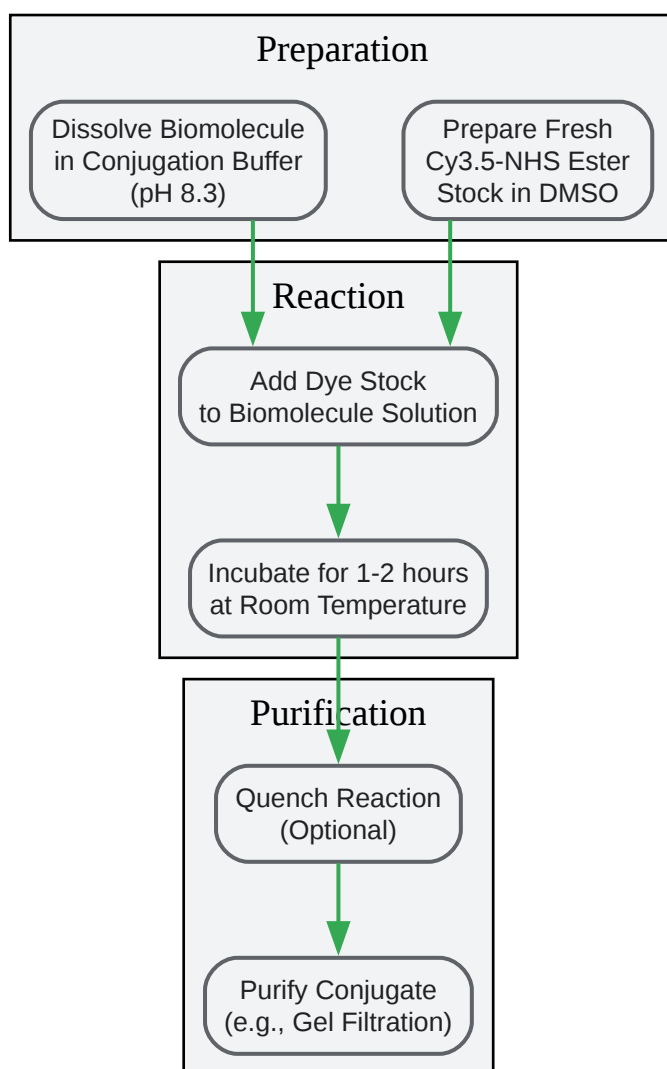 Preparation
Dissolve Biomolecule
in Conjugation Buffer
(pH 8.3)
Prepare Fresh
Cy3.5-NHS Ester
Stock in DMSO
Reaction
Add Dye Stock
to Biomolecule Solution
Incubate for 1-2 hours
at Room Temperature
Purification
Quench Reaction
(Optional)
Purify Conjugate
(e.g., Gel Filtration)